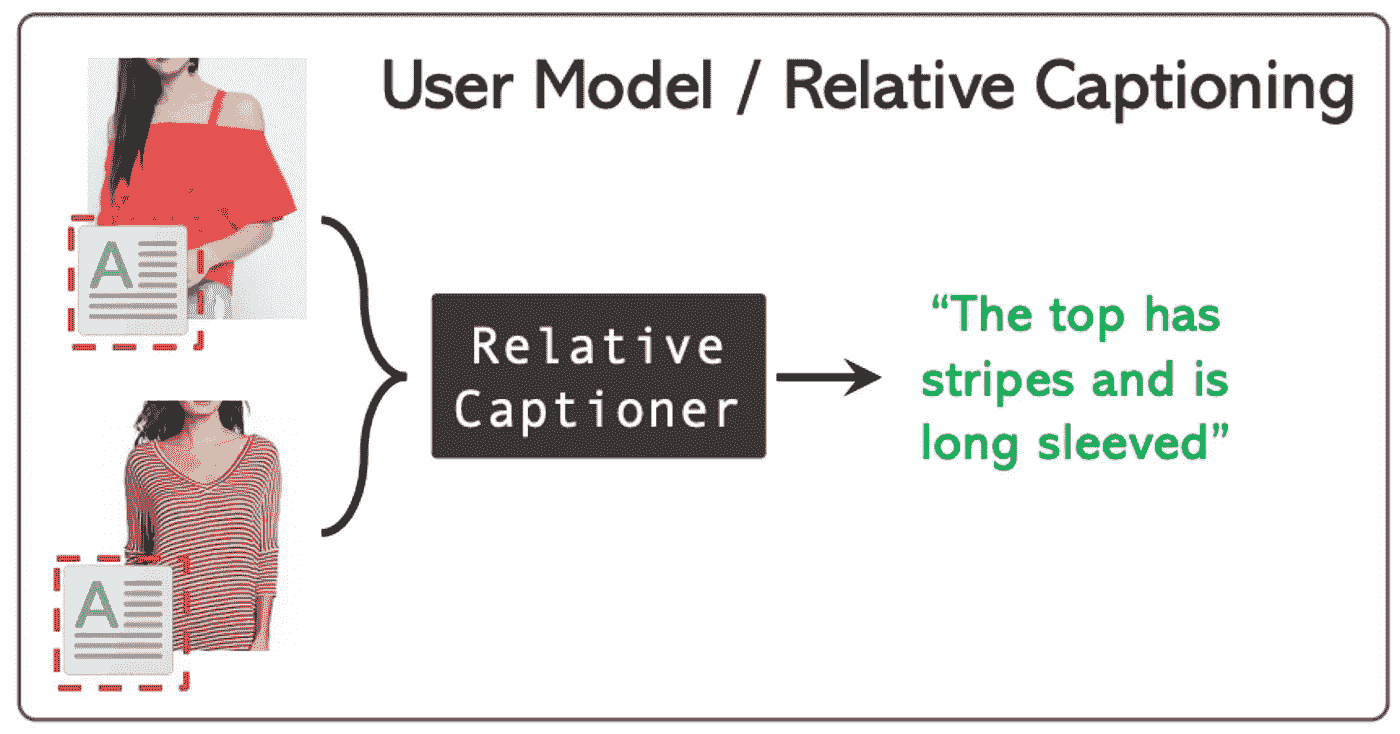 User Model / Relative Captioning
A
Relative
Captioner
“The top has
stripes and is
long sleeved”
A